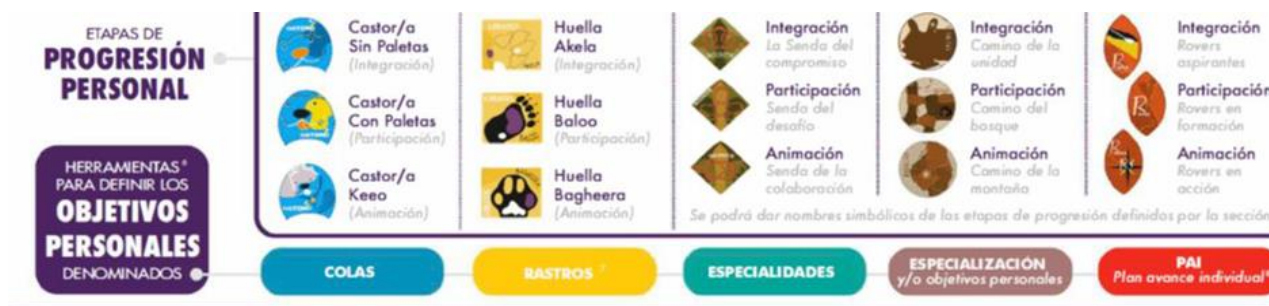 ETAPAS DE
PROGRESIÓN
PERSONAL
Castor/a
Sin Paletas
(Integración)
Castor/a
Con Paletas
(Participación)
Castor/a
Keeo
(Animación)
Huella
Akela
(Integración)
Huella
Baloo
(Participación)
Huella
Bagheera
(Animación)
Integración
La Senda del
compromiso
Participación
Senda del
desafío
Animación
Senda de la
colaboración
Integración
Camino de la
unidad
Participación
Camino del
bosque
Animación
Camino de la
montaña
Integración
Rovers
aspirantes
Participación
Rovers en
formación
Animación
Rovers en
acción
Se podrá dar nombres simbólicos de las etapas de progresión definidos por la sección
HERRAMIENTAS
PARA DEFINIR LOS
OBJETIVOS
PERSONALES
DENOMINADOS
COLAS
RASTROS 7
ESPECIALIDADES
ESPECIALIZACIÓN
y/o objetivos personales
PAI
Plan avance individual